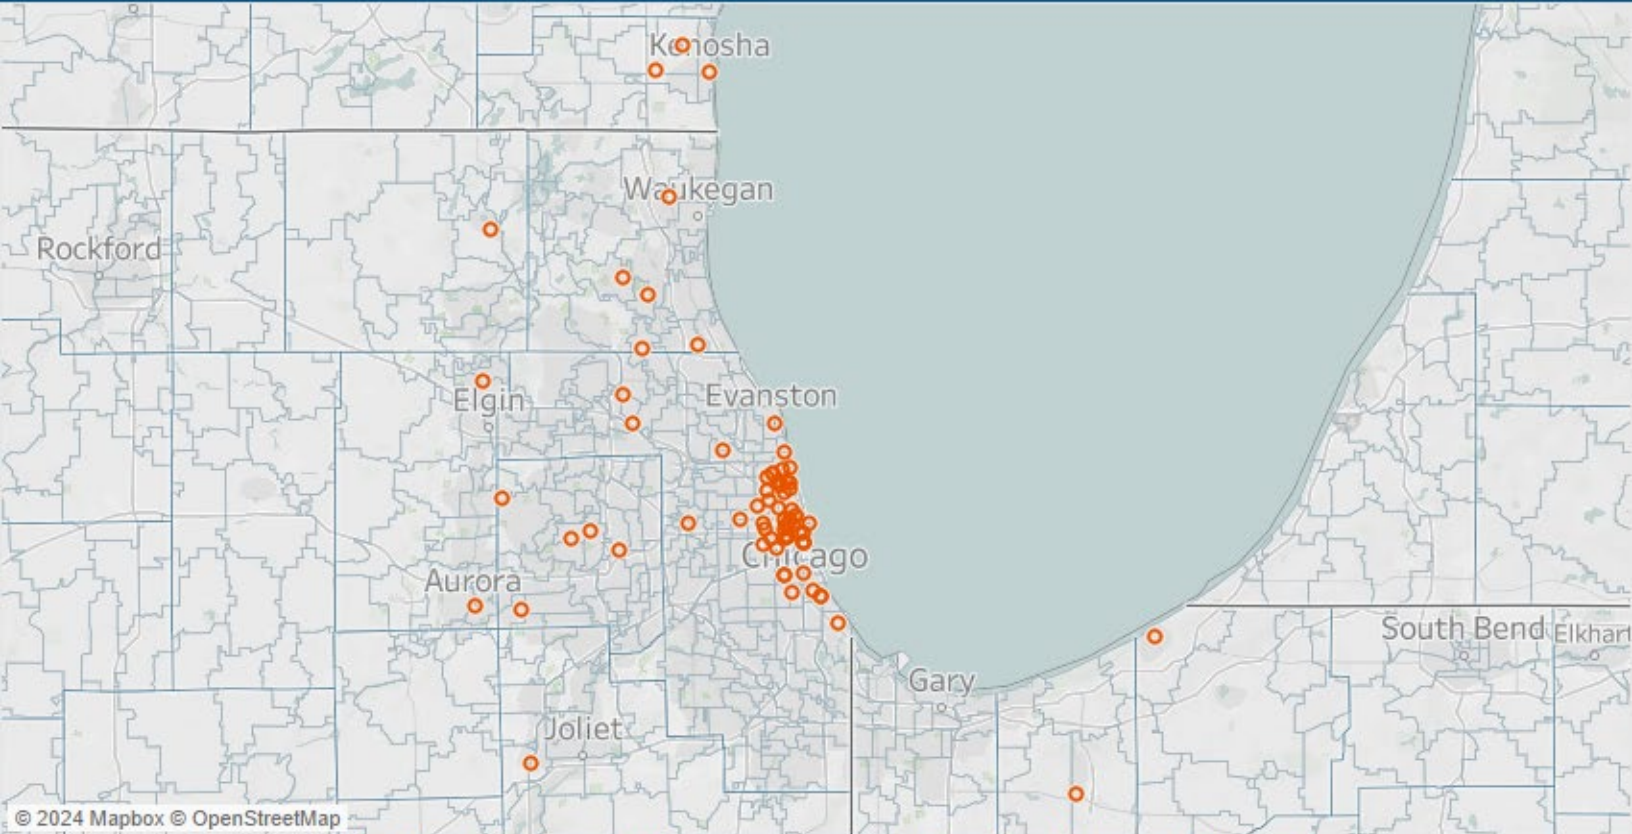 Kenosha
Waukegan
Rockford
Evanston
Elgin
Chicago
Aurora
South Bend
Elkhart
Gary
Joliet
© 2024 Mapbox © OpenStreetMap